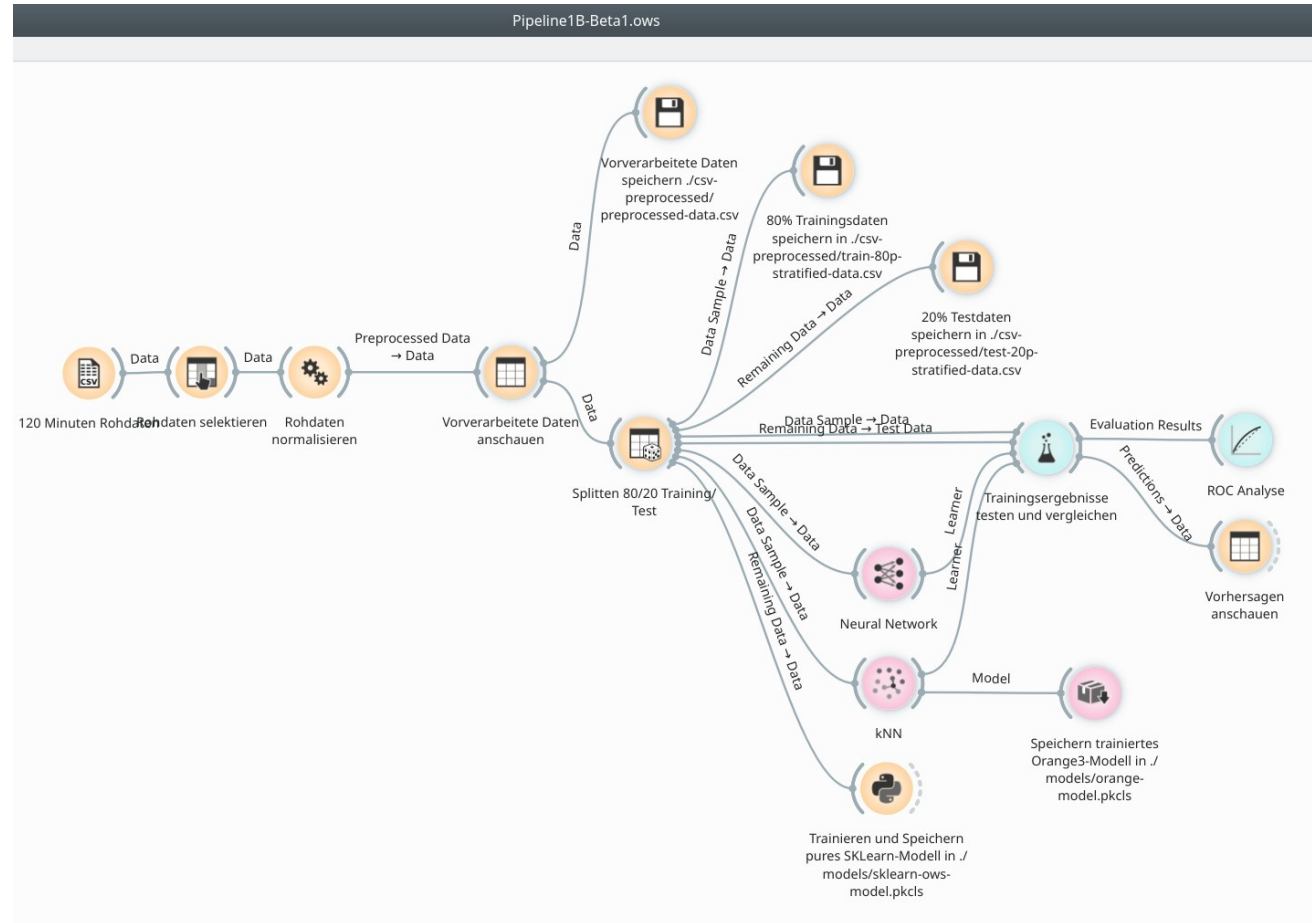 Pipeline1B-Beta1.ows
Vorverarbeitete Daten
speichern ./csv-
preprocessed/
preprocessed-data.csv
80% Trainingsdaten
speichern in ./csv-
preprocessed/train-80p-
stratified-data.csv
20% Testdaten
speichern in ./csv-
preprocessed/test-20p-
stratified-data.csv
Data
Data Sample → Data
Remaining Data → Data
CSV
120 Minuten Rohdaten
Data
Rohdaten selektieren
Data
Rohdaten
normalisieren
Preprocessed Data
→ Data
Vorverarbeitete Daten
anschauen
Data
Splitten 80/20 Training/
Test
Data Sample → Data
Remaining Data → Test Data
Data Sample → Data
Data Sample → Data
Remaining Data → Data
Learner
Learner
Trainingsergebnisse
testen und vergleichen
Evaluation Results
Predictions → Data
ROC Analyse
Vorhersagen
anschauen
Neural Network
kNN
Model
Speichern trainiertes
Orange3-Modell in ./
models/orange-
model.pkcls
Trainieren und Speichern
pures SKLearn-Modell in ./
models/sklearn-ows-
model.pkcls